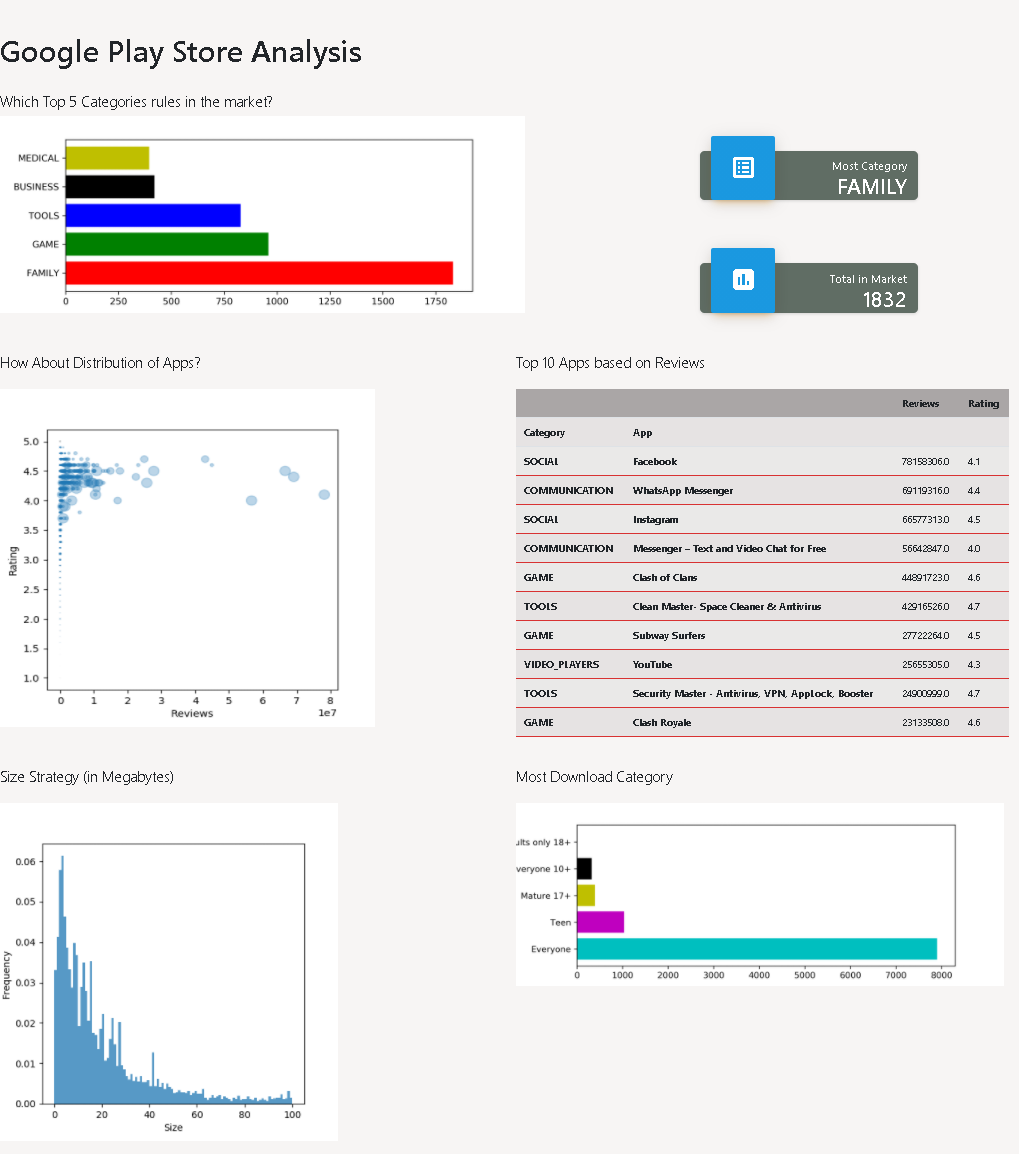 Google Play Store Analysis
Which Top 5 Categories rules in the market?
MEDICAL
BUSINESS
TOOLS
GAME
FAMILY
0 250 500 750 1000 1250 1500 1750
Most Category
FAMILY
Total in Market
1832
How About Distribution of Apps?
5.0
4.5
4.0
3.5
3.0
2.5
2.0
1.5
1.0
Rating
0 1 2 3 4 5 6 7 8
1e7
Reviews
Top 10 Apps based on Reviews
Reviews Rating
Category App
SOCIAL Facebook 78158306.0 4.1
COMMUNICATION WhatsApp Messenger 69119316.0 4.4
SOCIAL Instagram 66577313.0 4.5
COMMUNICATION Messenger – Text and Video Chat for Free 56642847.0 4.0
GAME Clash of Clans 44891723.0 4.6
TOOLS Clean Master- Space Cleaner & Antivirus 42916526.0 4.7
GAME Subway Surfers 27722264.0 4.5
VIDEO_PLAYERS YouTube 25655305.0 4.3
TOOLS Security Master - Antivirus, VPN, AppLock, Booster 24900999.0 4.7
GAME Clash Royale 23133508.0 4.6
Size Strategy (in Megabytes)
0.06
0.05
0.04
0.03
0.02
0.01
0.00
Frequency
0 20 40 60 80 100
Size
Most Download Category
ults only 18+
veryone 10+
Mature 17+
Teen
Everyone
0 1000 2000 3000 4000 5000 6000 7000 8000